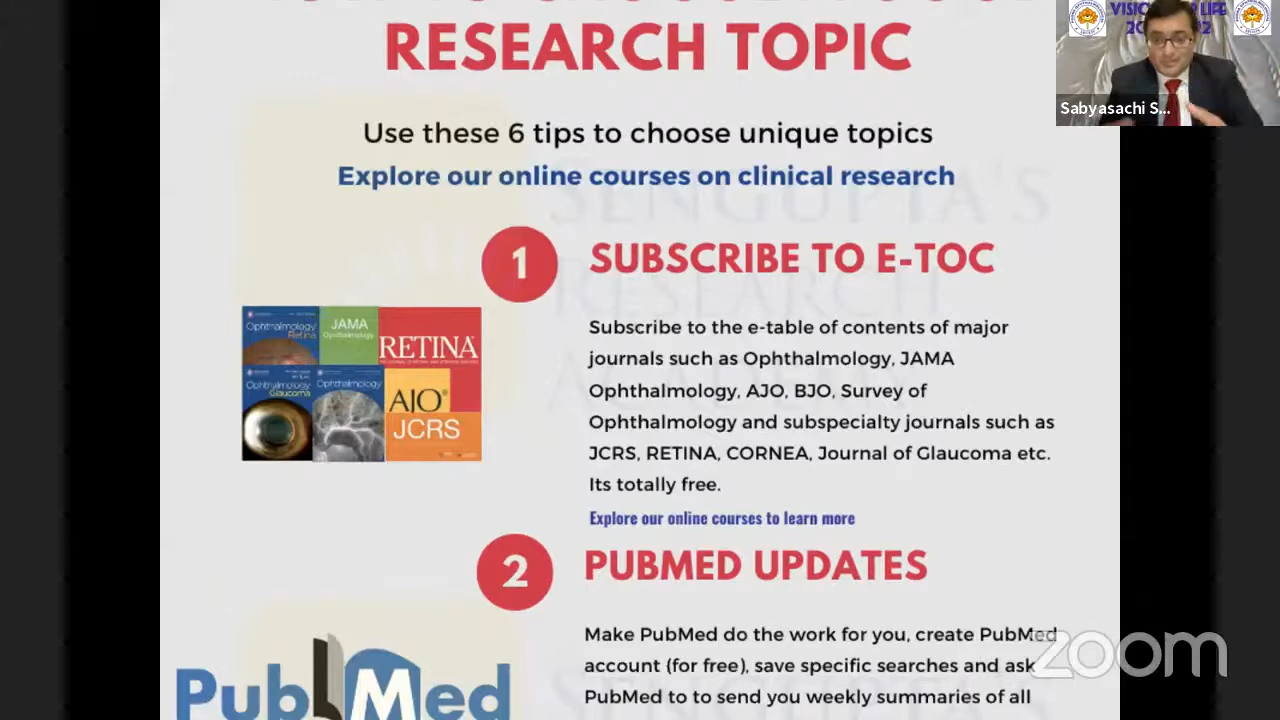 RESEARCH TOPIC
Use these 6 tips to choose unique topics
Explore our online courses on clinical research
SENGUPTA'S
RESEARCH
ACADEMY
1 SUBSCRIBE TO E-TOC
Ophthalmology
Retina
JAMA
Ophthalmology
RETINA
Ophthalmology
Glaucoma
Ophthalmology
AJO
JCRS
Subscribe to the e-table of contents of major
journals such as Ophthalmology, JAMA
Ophthalmology, AJO, BJO, Survey of
Ophthalmology and subspecialty journals such as
JCRS, RETINA, CORNEA, Journal of Glaucoma etc.
Its totally free.
Explore our online courses to learn more
2 PUBMED UPDATES
Make PubMed do the work for you, create PubMed
account (for free), save specific searches and ask
PubMed to to send you weekly summaries of all
PubMed
SENGUPTA'S
Sabyasachi S...
zoom